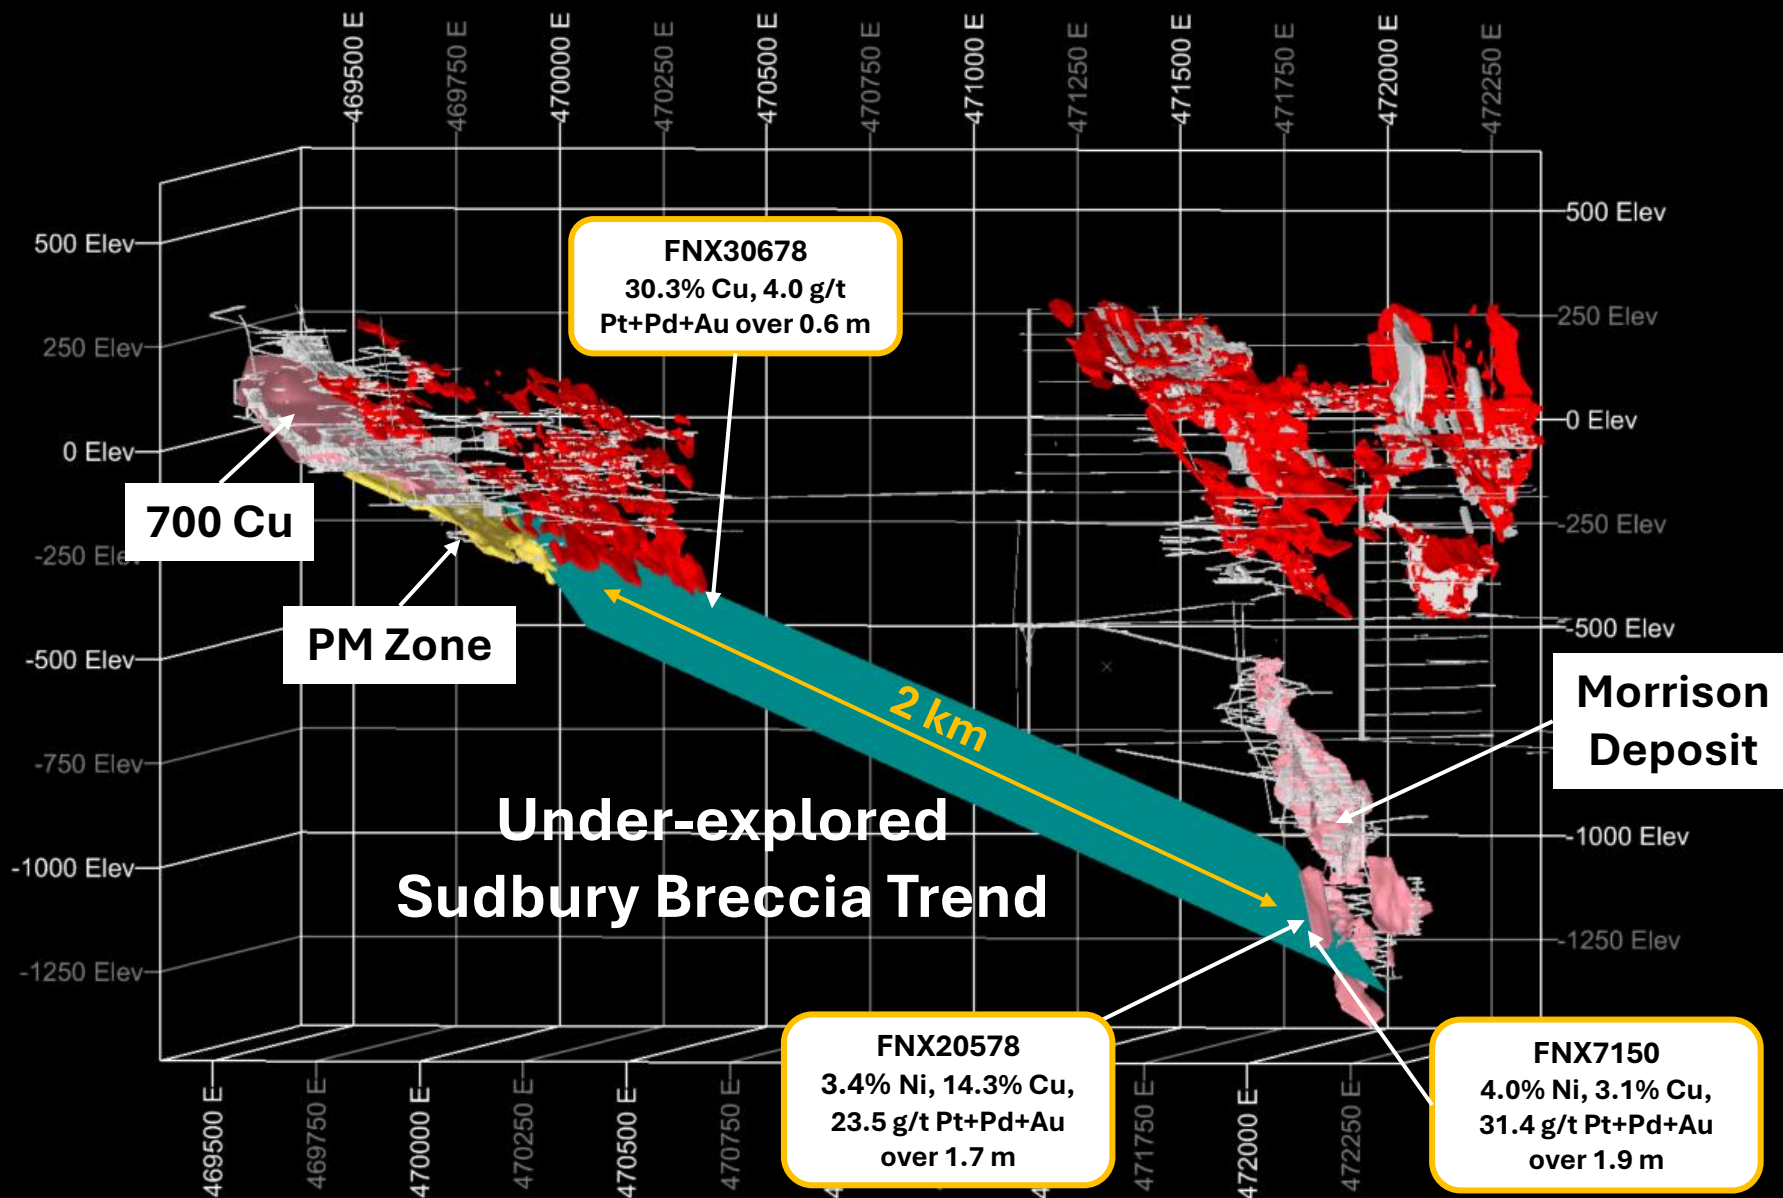 469500 E
469750 E
470000 E
470250 E
470500 E
470750 E
471000 E
471250 E
471500 E
471750 E
472000 E
472250 E
500 Elev
250 Elev
0 Elev
-250 Elev
-500 Elev
-750 Elev
-1000 Elev
-1250 Elev
500 Elev
250 Elev
0 Elev
-250 Elev
-500 Elev
-1000 Elev
-1250 Elev
FNX30678
30.3% Cu, 4.0 g/t
Pt+Pd+Au over 0.6 m
700 Cu
PM Zone
2 km
Morrison
Deposit
Under-explored
Sudbury Breccia Trend
FNX20578
3.4% Ni, 14.3% Cu,
23.5 g/t Pt+Pd+Au
over 1.7 m
FNX7150
4.0% Ni, 3.1% Cu,
31.4 g/t Pt+Pd+Au
over 1.9 m
469500 E
469750 E
470000 E
470250 E
470500 E
470750 E
471750 E
472000 E
472250 E